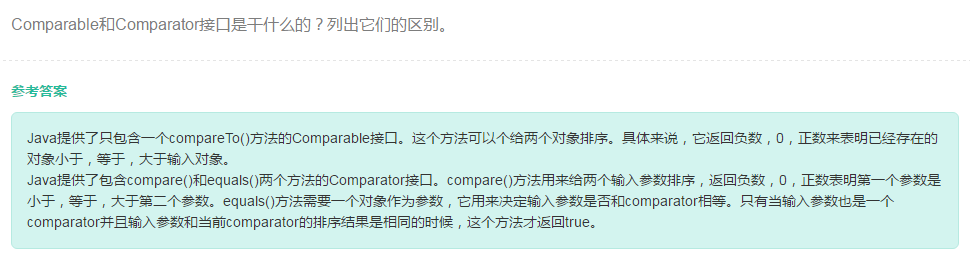 Comparable和Comparator接口是干什么的？列出它们的区别。
参考答案
Java提供了只包含一个compareTo()方法的Comparable接口。这个方法可以个给两个对象排序。具体来说，它返回负数，0，正数来表明已经存在的
对象小于，等于，大于输入对象。
Java提供了包含compare()和equals()两个方法的Comparator接口。compare()方法用来给两个输入参数排序，返回负数，0，正数表明第一个参数是
小于，等于，大于第二个参数。equals()方法需要一个对象作为参数，它用来决定输入参数是否和comparator相等。只有当输入参数也是一个
comparator并且输入参数和当前comparator的排序结果是相同的时候，这个方法才返回true。